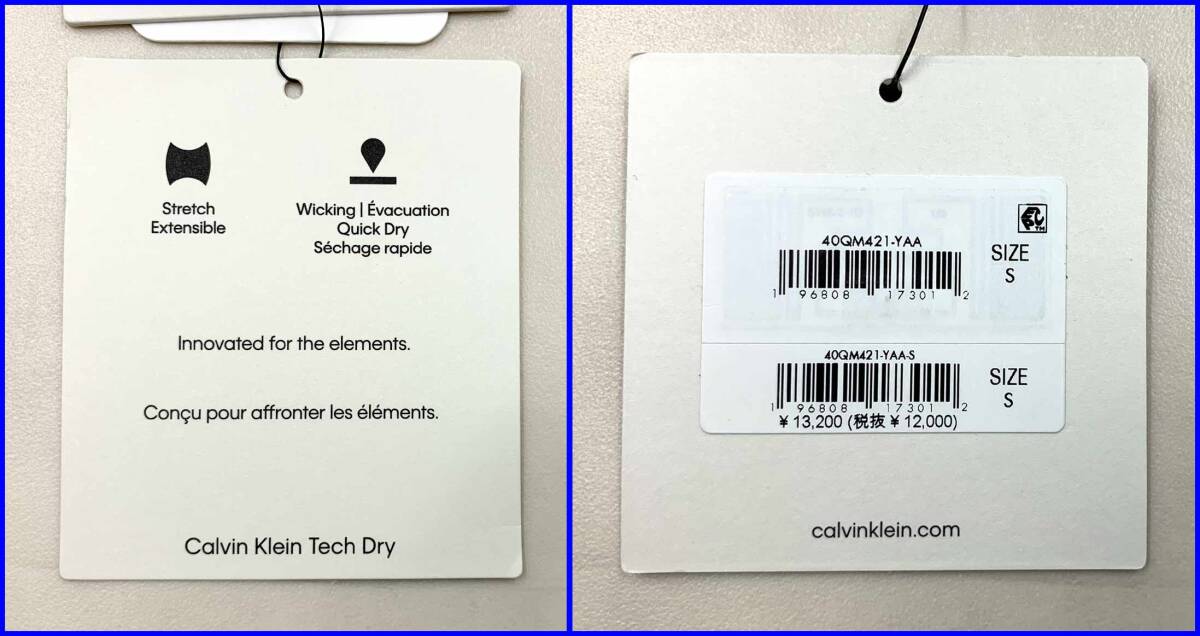 Stretch
Extensible
Wicking | Évacuation
Quick Dry
Séchage rapide
Innovated for the elements.
Conçu pour affronter les éléments.
Calvin Klein Tech Dry
40QM421-YAA
SIZE
S
1 96808 17301 2
40QM421-YAA-S
SIZE
S
1 96808 17301 2
¥ 13,200 (税抜 ¥ 12,000)
calvinklein.com